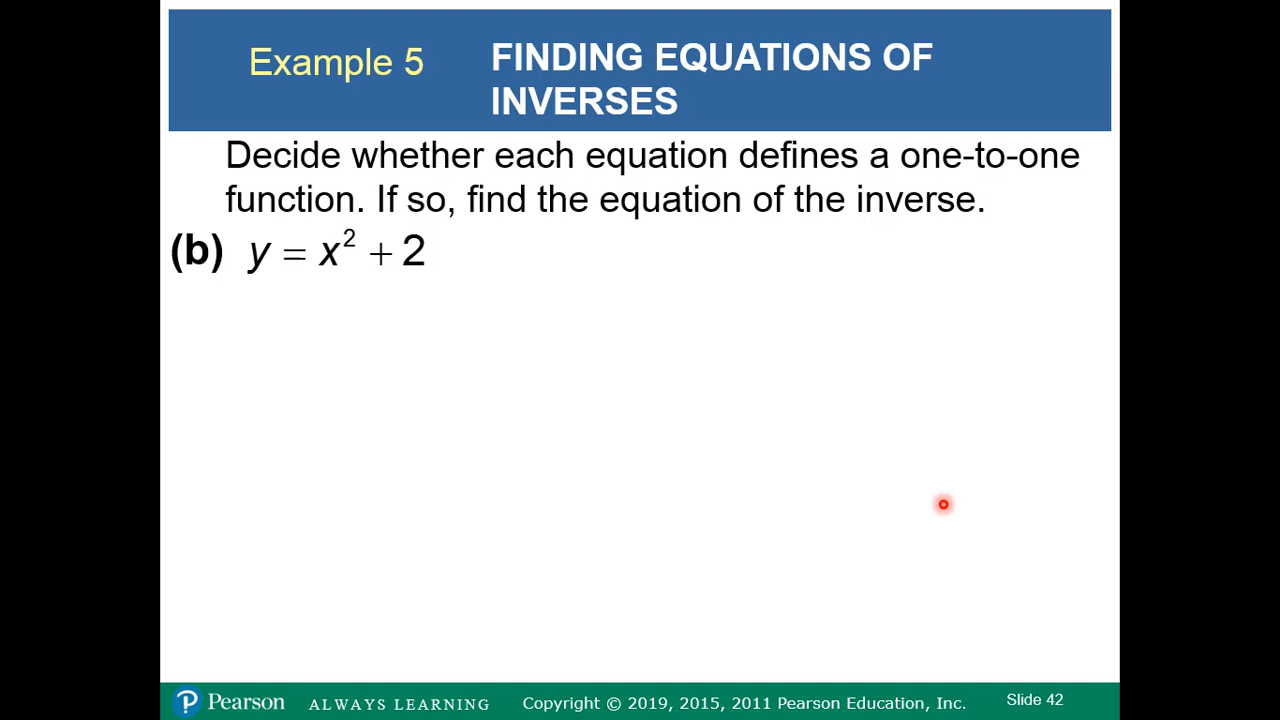 Example 5
FINDING EQUATIONS OF
INVERSES
Decide whether each equation defines a one-to-one
function. If so, find the equation of the inverse.
(b) y = x² + 2
Pearson ALWAYS LEARNING Copyright © 2019, 2015, 2011 Pearson Education, Inc. Slide 42